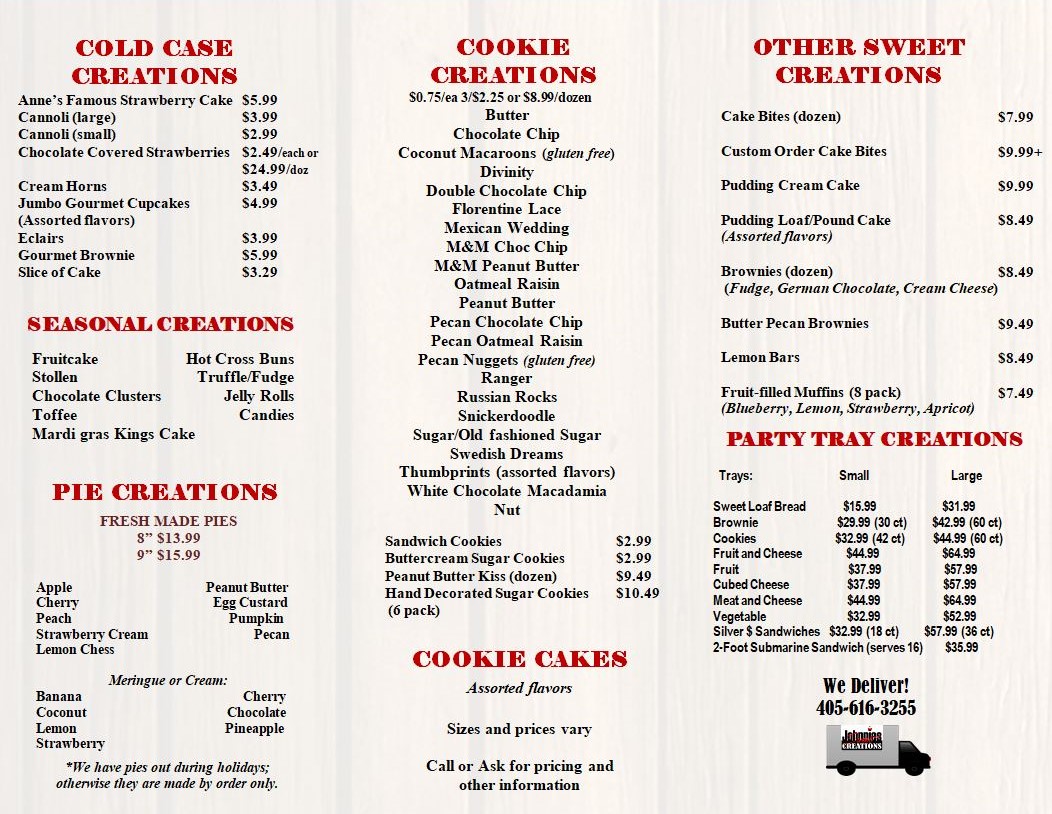 COLD CASE
CREATIONS
Anne's Famous Strawberry Cake $5.99
Cannoli (large) $3.99
Cannoli (small) $2.99
Chocolate Covered Strawberries $2.49/each or
$24.99/doz
Cream Horns $3.49
Jumbo Gourmet Cupcakes $4.99
(Assorted flavors)
Eclairs $3.99
Gourmet Brownie $5.99
Slice of Cake $3.29
SEASONAL CREATIONS
Fruitcake Hot Cross Buns
Stollen Truffle/Fudge
Chocolate Clusters Jelly Rolls
Toffee Candies
Mardi gras Kings Cake
PIE CREATIONS
FRESH MADE PIES
8” $13.99
9” $15.99
Apple Peanut Butter
Cherry Egg Custard
Peach Pumpkin
Strawberry Cream Pecan
Lemon Chess
Meringue or Cream:
Banana Cherry
Coconut Chocolate
Lemon Pineapple
Strawberry
*We have pies out during holidays;
otherwise they are made by order only.
COOKIE
CREATIONS
$0.75/ea 3/$2.25 or $8.99/dozen
Butter
Chocolate Chip
Coconut Macaroons (gluten free)
Divinity
Double Chocolate Chip
Florentine Lace
Mexican Wedding
M&M Choc Chip
M&M Peanut Butter
Oatmeal Raisin
Peanut Butter
Pecan Chocolate Chip
Pecan Oatmeal Raisin
Pecan Nuggets (gluten free)
Ranger
Russian Rocks
Snickerdoodle
Sugar/Old fashioned Sugar
Swedish Dreams
Thumbprints (assorted flavors)
White Chocolate Macadamia
Nut
Sandwich Cookies $2.99
Buttercream Sugar Cookies $2.99
Peanut Butter Kiss (dozen) $9.49
Hand Decorated Sugar Cookies $10.49
(6 pack)
COOKIE CAKES
Assorted flavors
Sizes and prices vary
Call or Ask for pricing and
other information
OTHER SWEET
CREATIONS
Cake Bites (dozen) $7.99
Custom Order Cake Bites $9.99+
Pudding Cream Cake $9.99
Pudding Loaf/Pound Cake $8.49
(Assorted flavors)
Brownies (dozen) $8.49
(Fudge, German Chocolate, Cream Cheese)
Butter Pecan Brownies $9.49
Lemon Bars $8.49
Fruit-filled Muffins (8 pack) $7.49
(Blueberry, Lemon, Strawberry, Apricot)
PARTY TRAY CREATIONS
Trays: Small Large
Sweet Loaf Bread $15.99 $31.99
Brownie $29.99 (30 ct) $42.99 (60 ct)
Cookies $32.99 (42 ct) $44.99 (60 ct)
Fruit and Cheese $44.99 $64.99
Fruit $37.99 $57.99
Cubed Cheese $37.99 $57.99
Meat and Cheese $44.99 $64.99
Vegetable $32.99 $52.99
Silver $ Sandwiches $32.99 (18 ct) $57.99 (36 ct)
2-Foot Submarine Sandwich (serves 16) $35.99
We Deliver!
405-616-3255
Johnnies
CREATIONS